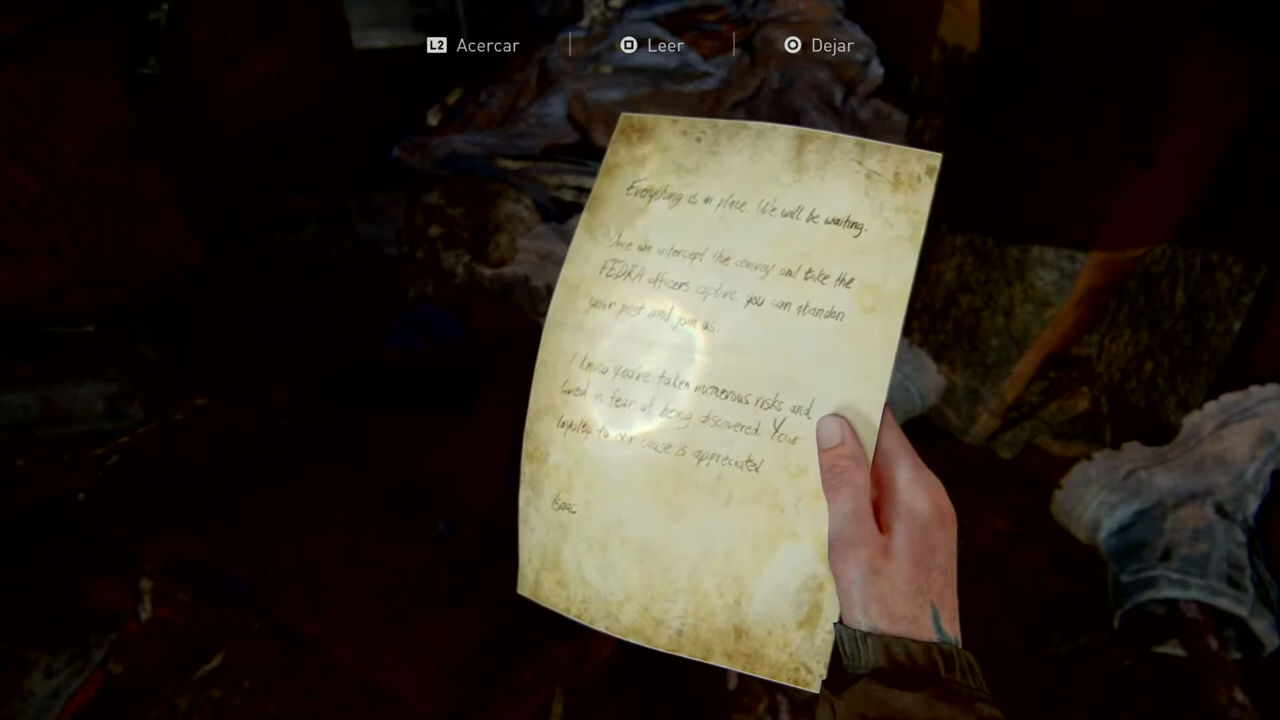 L2 Acercar
Leer
Dejar
Everything is in place. We will be waiting.
Once we intercept the convoy and take the
FEDRA officers captive, you can abandon
your post and join us.
I know you've taken numerous risks and
lived in fear of being discovered. Your
loyalty to our cause is appreciated
Isaac